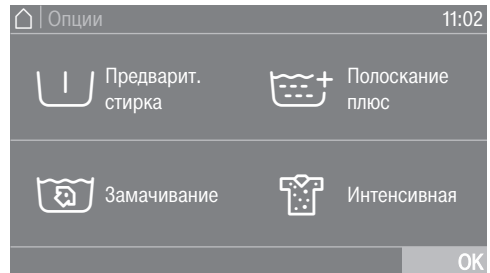 Опции
11:02
Предварит.
стирка
Полоскание
плюс
Замачивание
Интенсивная
OK